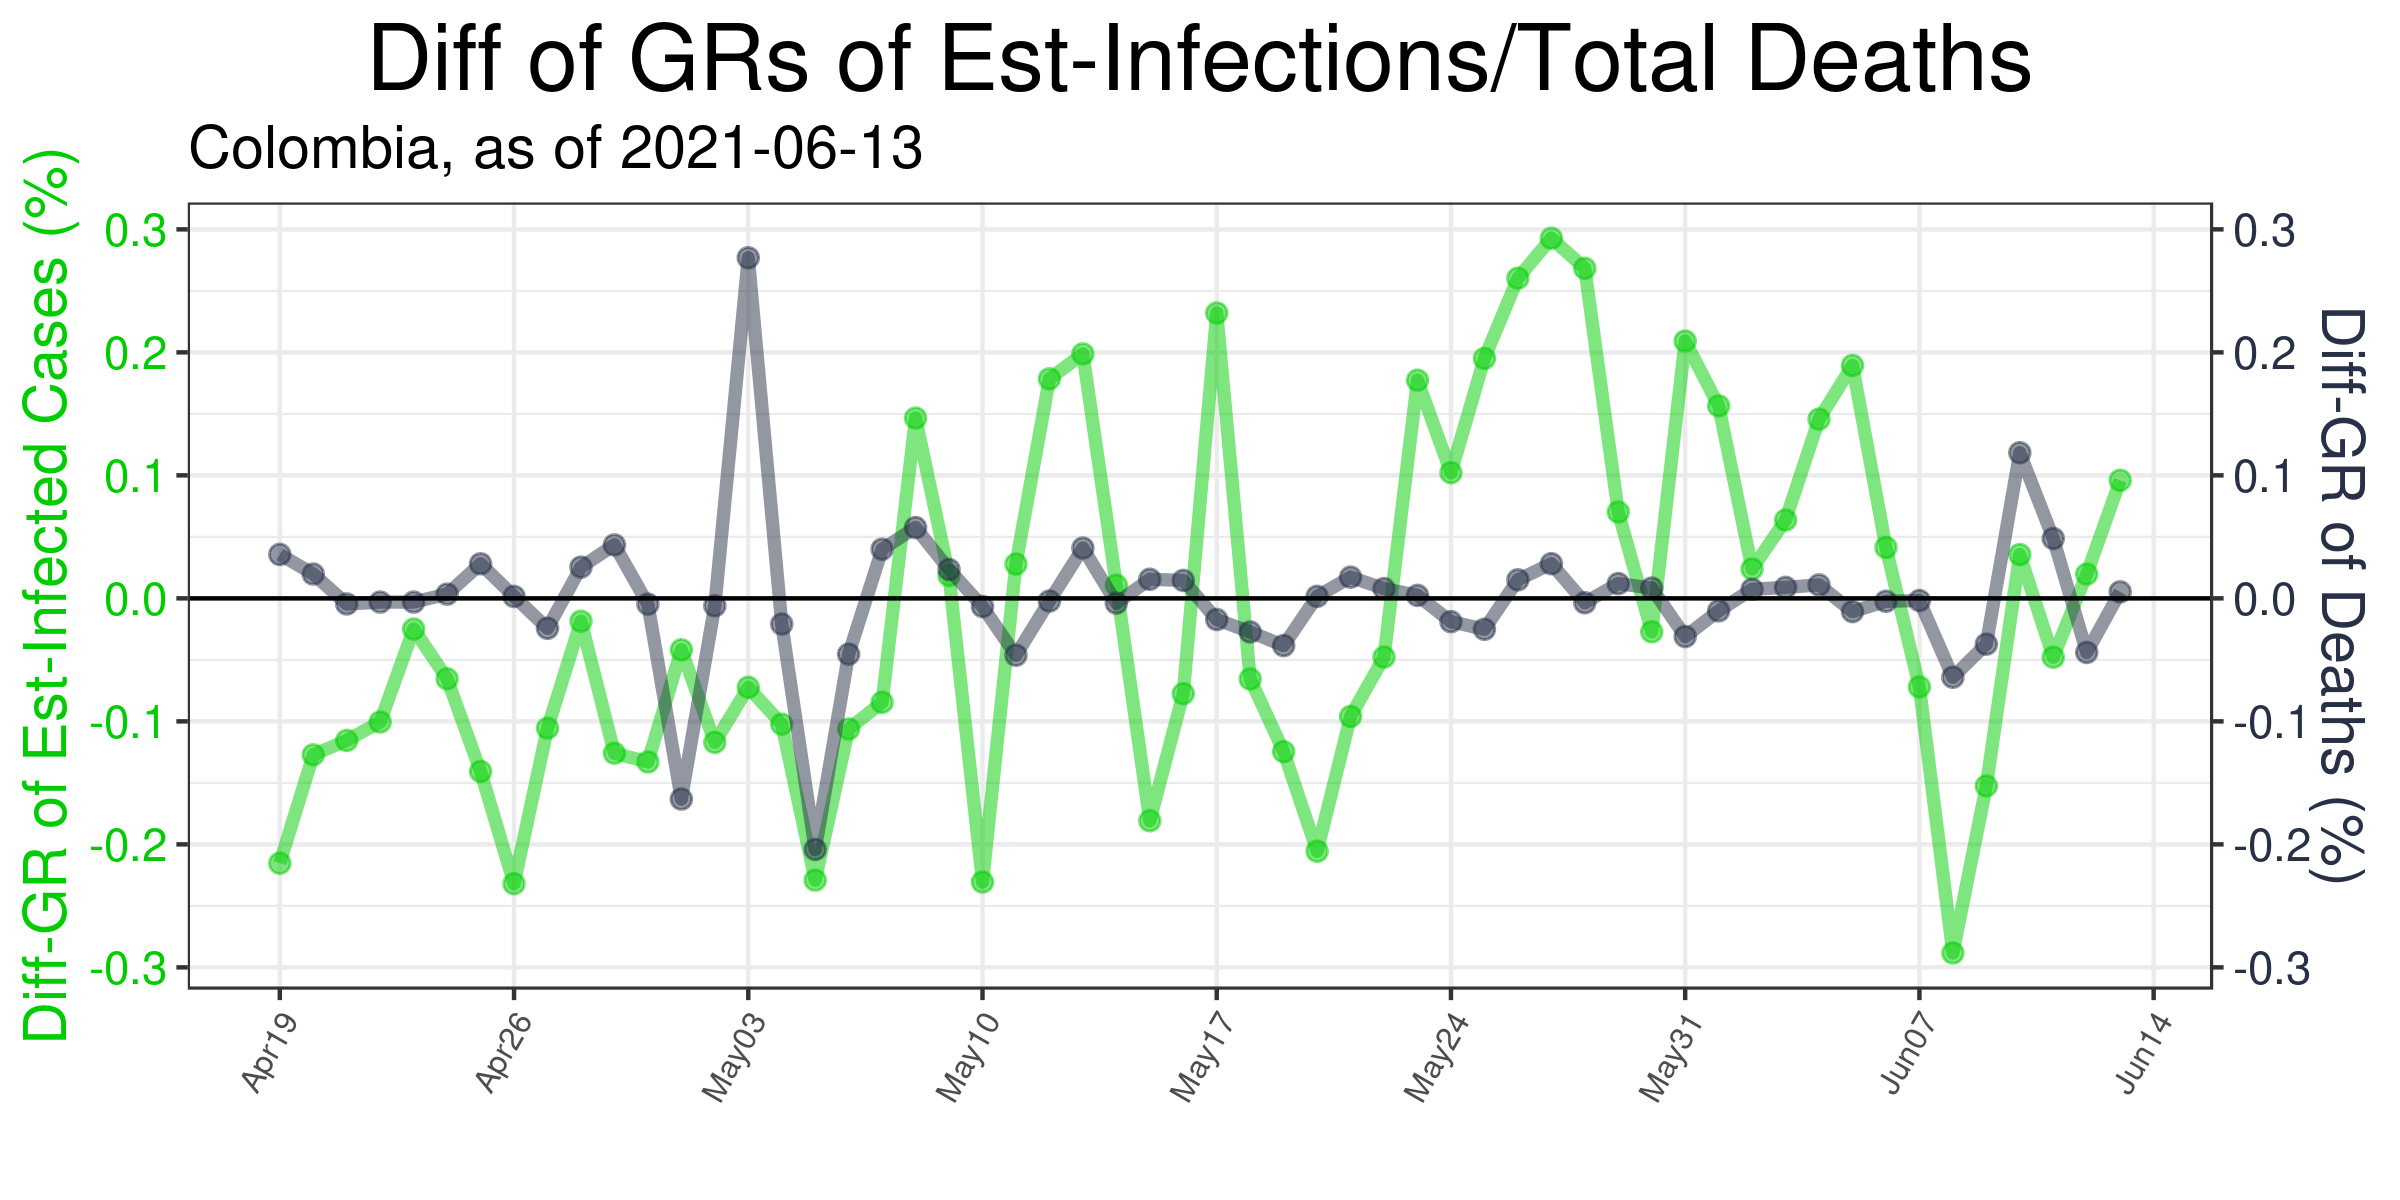 Diff of GRs of Est-Infections/Total Deaths
Colombia, as of 2021-06-13
Diff-GR of Est-Infected Cases (%)
0.3
0.2
0.1
0.0
-0.1
-0.2
-0.3
0.3
0.2
0.1
0.0
-0.1
-0.2
-0.3
Diff-GR of Deaths (%)
Apr19
Apr26
May03
May10
May17
May24
May31
Jun07
Jun14